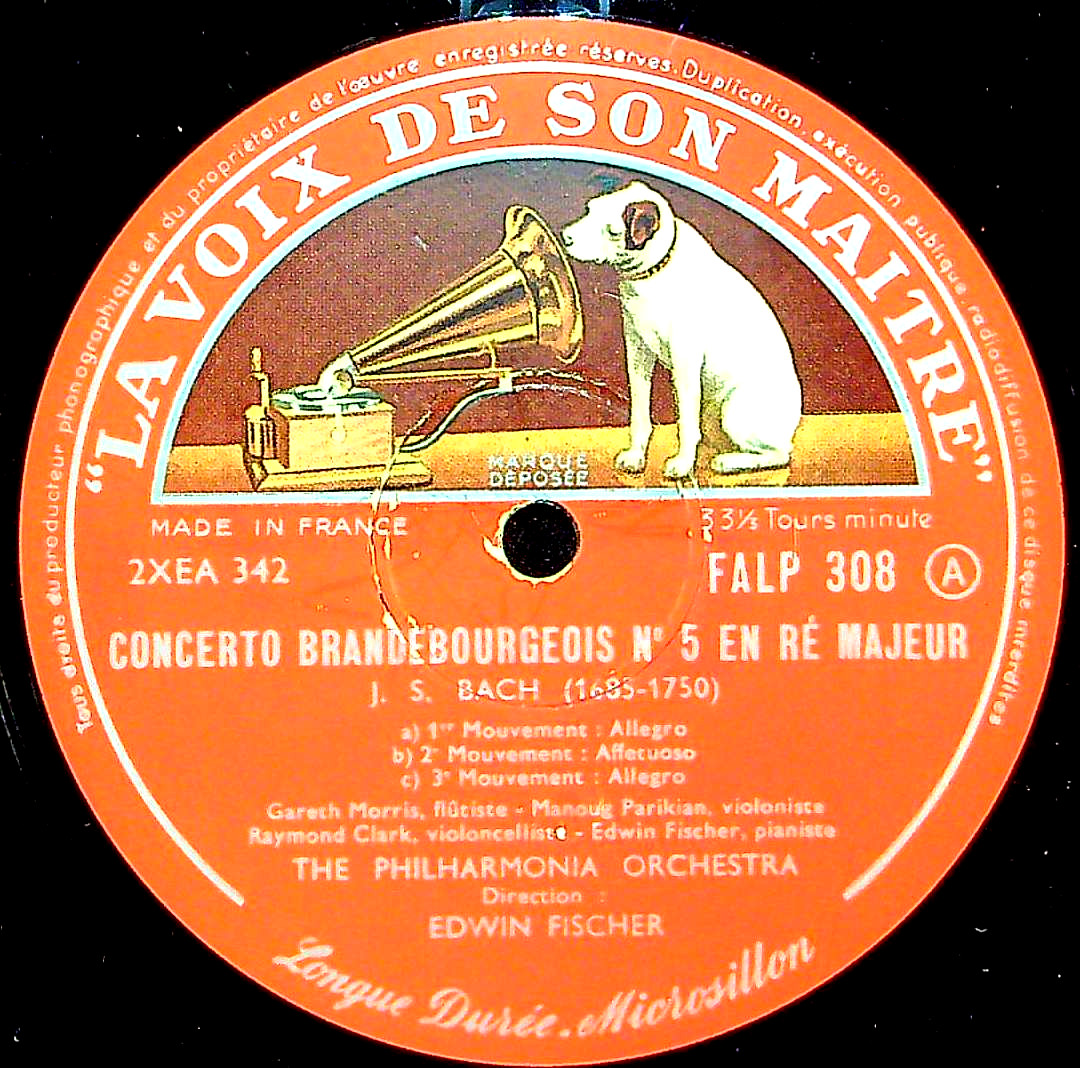 Tous droits du producteur phonographique et du propriétaire de l'œuvre enregistrée réservés. Duplication, exécution publique, radiodiffusion de ce disque interdites
“LA VOIX DE SON MAITRE”
MARQUE
DEPOSÉE
MADE IN FRANCE 33⅓ Tours minute
2XEA 342 FALP 308 A
CONCERTO BRANDEBOURGEOIS N° 5 EN RÉ MAJEUR
J. S. BACH (1685-1750)
a) 1er Mouvement : Allegro
b) 2e Mouvement : Affetuoso
c) 3e Mouvement : Allegro
Gareth Morris, flûtiste - Manoug Parikian, violoniste
Raymond Clark, violoncelliste - Edwin Fischer, pianiste
THE PHILHARMONIA ORCHESTRA
Direction :
EDWIN FISCHER
Longue Durée. Microsillon